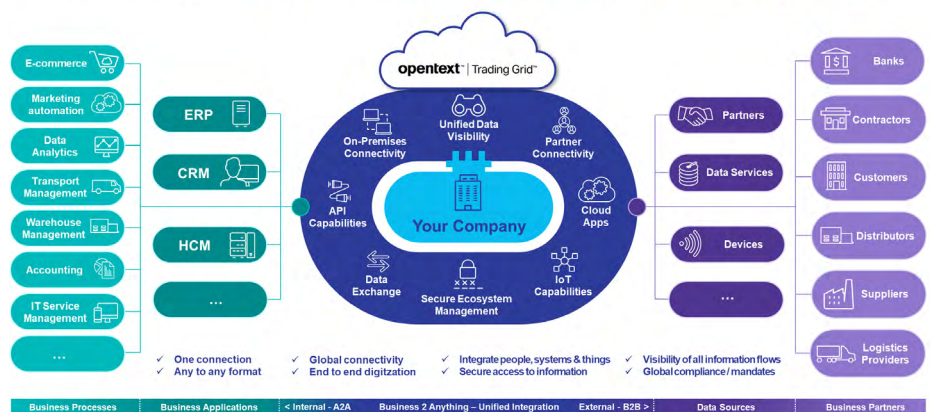 opentext™ | Trading Grid™
E-commerce
Marketing
automation
Data
Analytics
Transport
Management
Warehouse
Management
Accounting
IT Service
Management
...
ERP
CRM
HCM
...
Unified Data
Visibility
On-Premises
Connectivity
Partner
Connectivity
API
Capabilities
Your Company
Cloud
Apps
Data
Exchange
Secure Ecosystem
Management
IoT
Capabilities
Partners
Data Services
Devices
...
Banks
Contractors
Customers
Distributors
Suppliers
Logistics
Providers
✓ One connection
✓ Any to any format
✓ Global connectivity
✓ End to end digitzation
✓ Integrate people, systems & things
✓ Secure access to information
✓ Visibility of all information flows
✓ Global compliance / mandates
Business Processes
Business Applications
< Internal - A2A
Business 2 Anything – Unified Integration
External - B2B >
Data Sources
Business Partners